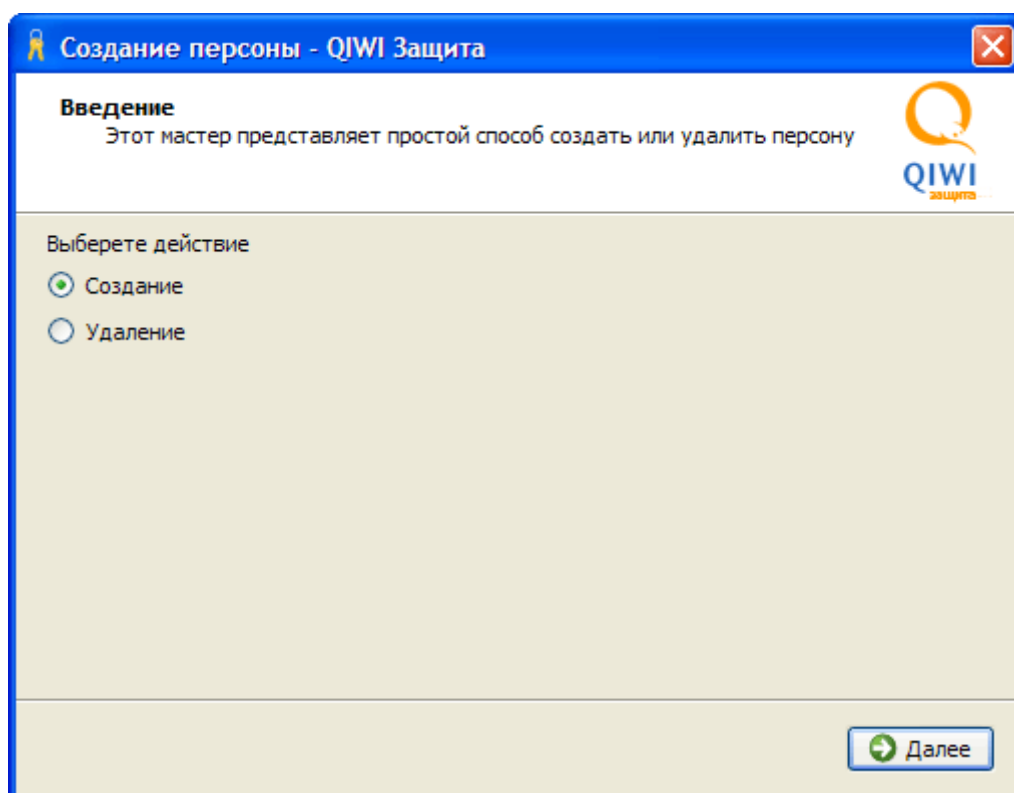 Создание персоны - QIWI Защита
Введение
Этот мастер представляет простой способ создать или удалить персону
QIWI
защита
Выберете действие
Создание
Удаление
Далее